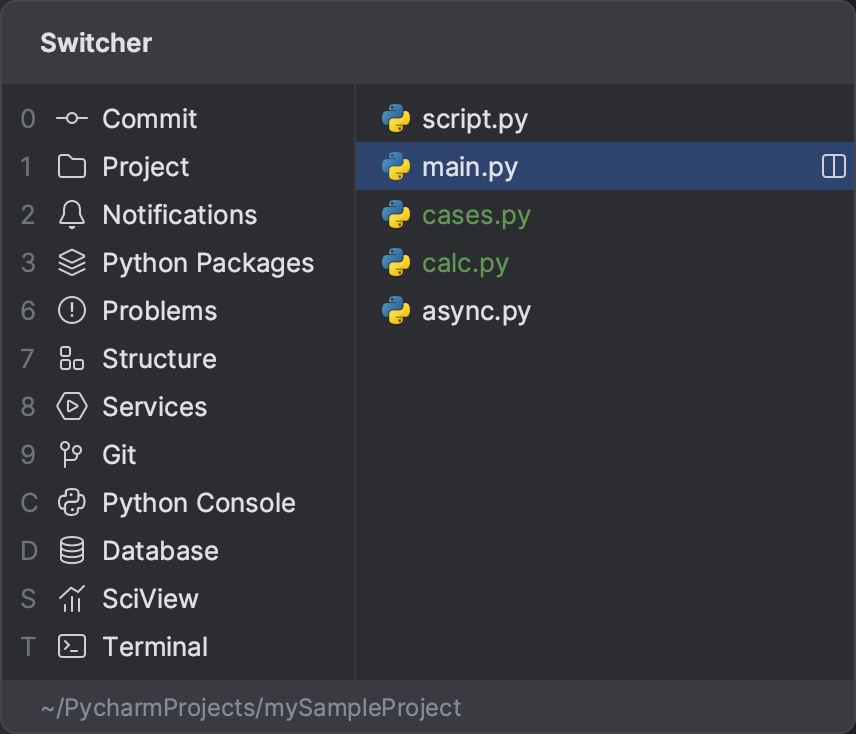 Switcher
0 Commit
1 Project
2 Notifications
3 Python Packages
6 Problems
7 Structure
8 Services
9 Git
C Python Console
D Database
S SciView
T Terminal
script.py
main.py
cases.py
calc.py
async.py
~/PycharmProjects/mySampleProject